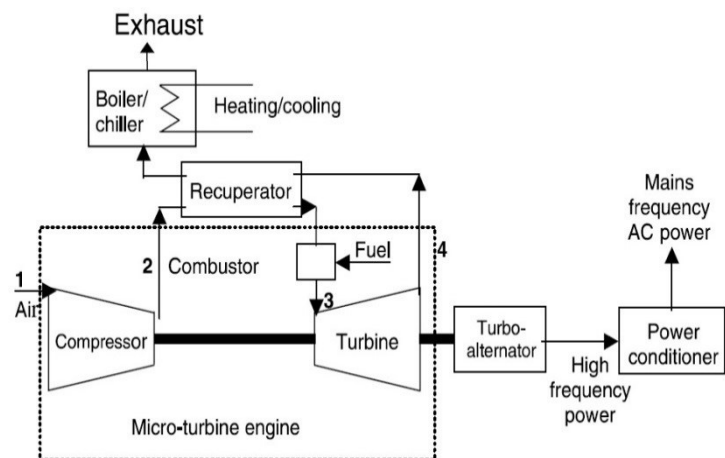 Exhaust
Boiler/
chiller
Heating/cooling
Recuperator
Mains
frequency
AC power
2
Combustor
Fuel
4
1
Air
3
Compressor
Turbine
Turbo-
alternator
Power
conditioner
High
frequency
power
Micro-turbine engine